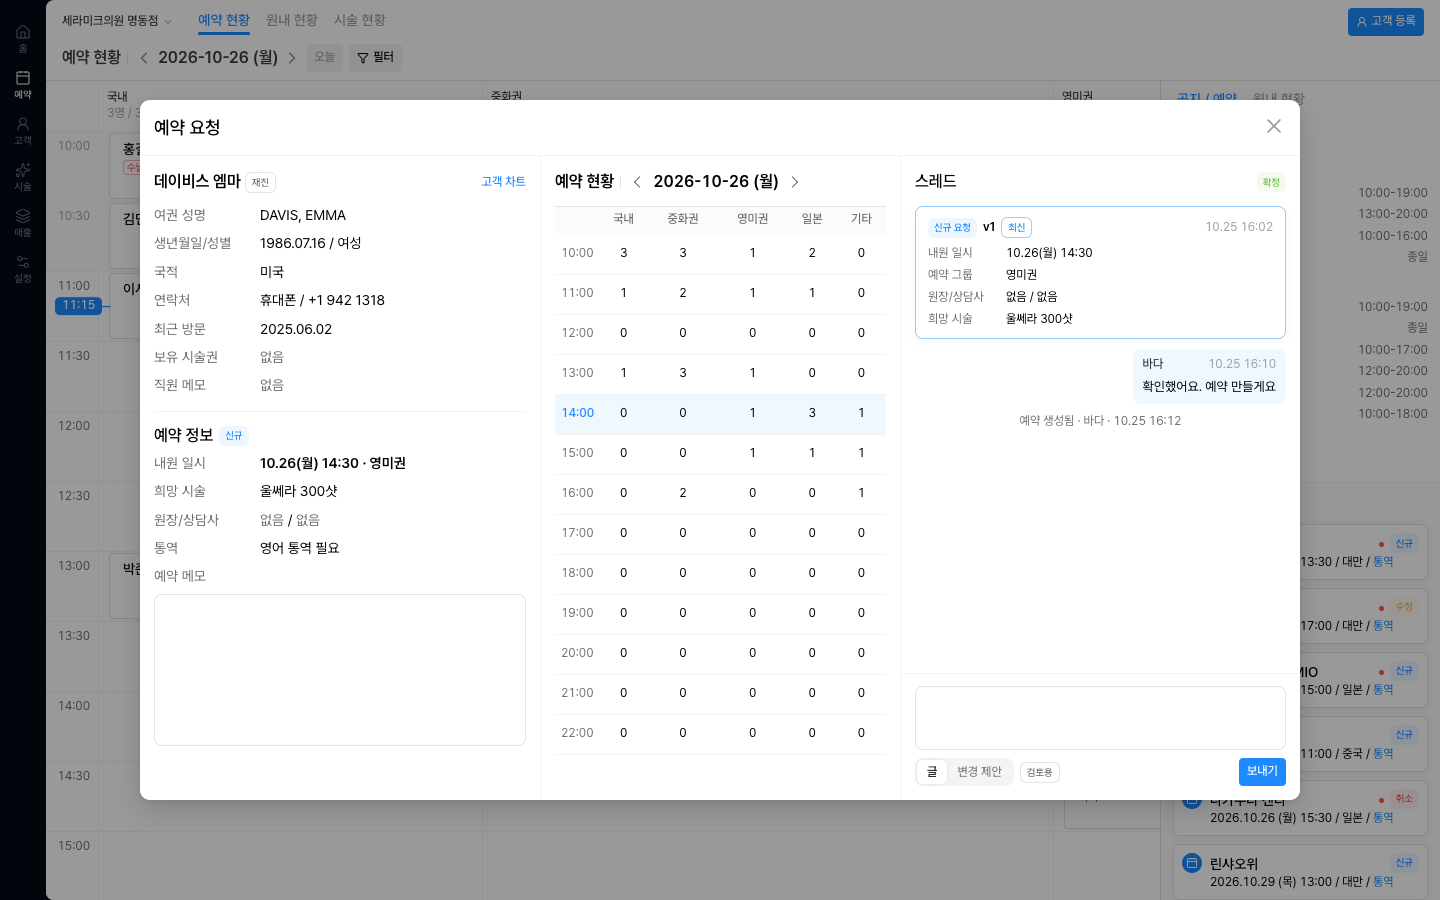 세라미크의원 명동점
예약 현황
원내 현황
시술 현황
고객 등록
예약 현황
2026-10-26 (월)
오늘
필터
홈
예약
고객
시술
매출
설정
국내
중화권
영미권
10:00
10:30
11:00
11:15
11:30
12:00
12:30
13:00
13:30
14:00
14:30
15:00
예약 요청
데이비스 엠마
재진
고객 차트
여권 성명
DAVIS, EMMA
생년월일/성별
1986.07.16 / 여성
국적
미국
연락처
휴대폰 / +1 942 1318
최근 방문
2025.06.02
보유 시술권
없음
직원 메모
없음
예약 정보
신규
내원 일시
10.26(월) 14:30 · 영미권
희망 시술
울쎄라 300샷
원장/상담사
없음 / 없음
통역
영어 통역 필요
예약 메모
예약 현황
2026-10-26 (월)
국내 중화권 영미권 일본 기타
10:00 3 3 1 2 0
11:00 1 2 1 1 0
12:00 0 0 0 0 0
13:00 1 3 1 0 0
14:00 0 0 1 3 1
15:00 0 0 1 1 1
16:00 0 2 0 0 1
17:00 0 0 0 0 0
18:00 0 0 0 0 0
19:00 0 0 0 0 0
20:00 0 0 0 0 0
21:00 0 0 0 0 0
22:00 0 0 0 0 0
스레드
확정
신규 요청 v1 최신
10.25 16:02
내원 일시
10.26(월) 14:30
예약 그룹
영미권
원장/상담사
없음 / 없음
희망 시술
울쎄라 300샷
바다
10.25 16:10
확인했어요. 예약 만들게요
예약 생성됨 · 바다 · 10.25 16:12
글
변경 제안
검토용
보내기
10:00-19:00
13:00-20:00
10:00-16:00
종일
10:00-19:00
종일
10:00-17:00
12:00-20:00
12:00-20:00
10:00-18:00
신규
13:30 / 대만 / 통역
수정
17:00 / 대만 / 통역
신규
15:00 / 일본 / 통역
신규
11:00 / 중국 / 통역
취소
2026.10.26 (월) 15:30 / 일본 / 통역
린샤오위
신규
2026.10.29 (목) 13:00 / 대만 / 통역